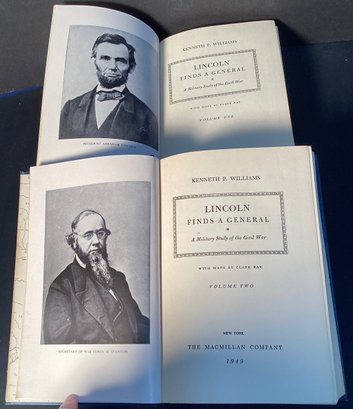 KENNETH P. WILLIAMS
LINCOLN
FINDS A GENERAL
A Military Study of the Civil War
WITH MAPS BY CLARK RAY
VOLUME ONE
PRESIDENT ABRAHAM LINCOLN
KENNETH P. WILLIAMS
LINCOLN
FINDS A GENERAL
A Military Study of the Civil War
WITH MAPS BY CLARK RAY
VOLUME TWO
NEW YORK
THE MACMILLAN COMPANY
1949
SECRETARY OF WAR EDWIN M. STANTON